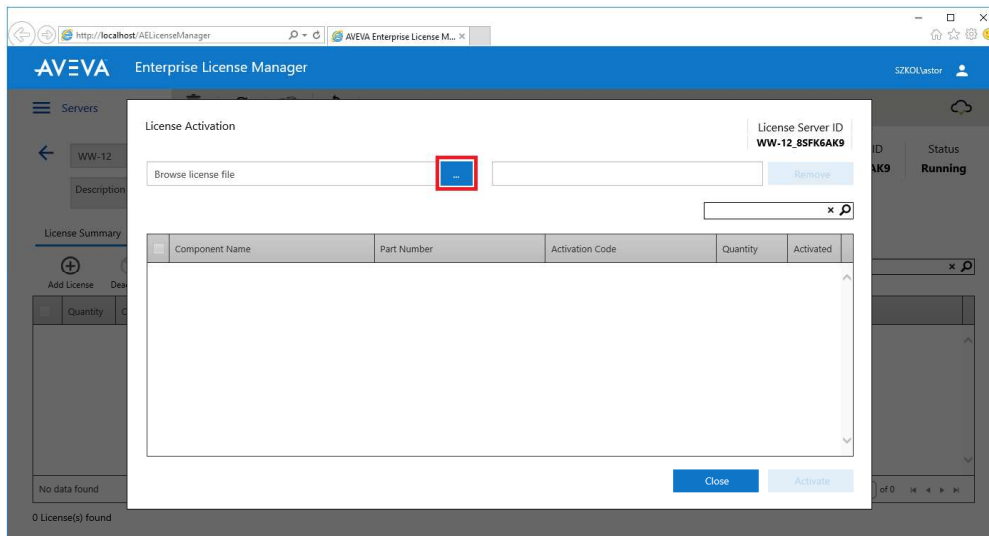 http://localhost/AELicenseManager
AVEVA Enterprise License M...
AVEVA Enterprise License Manager
SZKOL\astor
Servers
License Activation
License Server ID
WW-12_8SFK6AK9
ID Status
WW-12
AK9 Running
Browse license file ... Remove
Description
License Summary
Component Name Part Number Activation Code Quantity Activated
Add License Dea
Quantity C
Close Activate
No data found
of 0
0 License(s) found